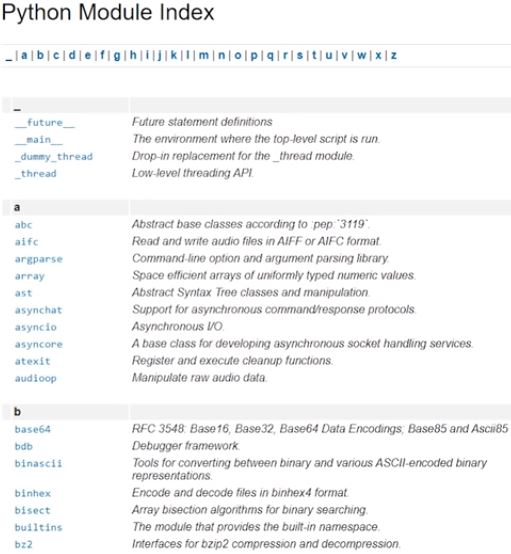 Python Module Index
_ | a | b | c | d | e | f | g | h | i | j | k | l | m | n | o | p | q | r | s | t | u | v | w | x | z
_
__future__ Future statement definitions
__main__ The environment where the top-level script is run.
_dummy_thread Drop-in replacement for the _thread module.
_thread Low-level threading API.
a
abc Abstract base classes according to :pep:`3119`.
aifc Read and write audio files in AIFF or AIFC format.
argparse Command-line option and argument parsing library.
array Space efficient arrays of uniformly typed numeric values.
ast Abstract Syntax Tree classes and manipulation.
asynchat Support for asynchronous command/response protocols.
asyncio Asynchronous I/O.
asyncore A base class for developing asynchronous socket handling services.
atexit Register and execute cleanup functions.
audioop Manipulate raw audio data.
b
base64 RFC 3548: Base16, Base32, Base64 Data Encodings; Base85 and Ascii85
bdb Debugger framework.
binascii Tools for converting between binary and various ASCII-encoded binary
representations.
binhex Encode and decode files in binhex4 format.
bisect Array bisection algorithms for binary searching.
builtins The module that provides the built-in namespace.
bz2 Interfaces for bzip2 compression and decompression.